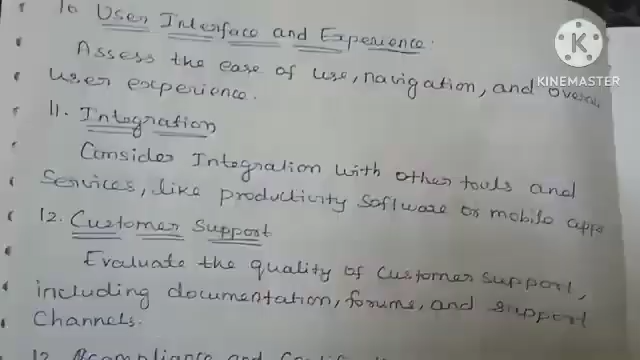 10 User Interface and Experience.
Assess the ease of use, navigation, and overall
user experience.
11. Integration
Consider Integration with other tools and
Services, like productivity software or mobile apps
12. Customer Support
Evaluate the quality of customer support,
including documentation, forums, and support
Channels.
KINEMASTER